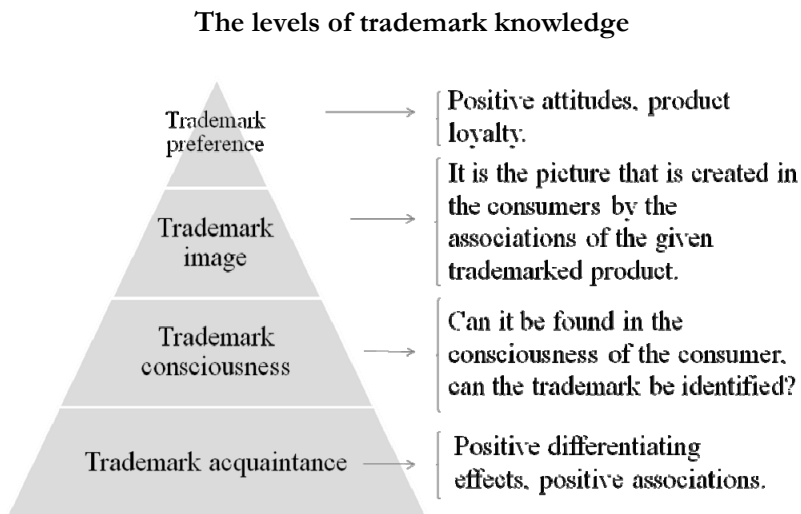 The levels of trademark knowledge
Trademark
preference
Positive attitudes, product
loyalty.
Trademark
image
It is the picture that is created in
the consumers by the
associations of the given
trademarked product.
Trademark
consciousness
Can it be found in the
consciousness of the consumer,
can the trademark be identified?
Trademark acquaintance
Positive differentiating
effects, positive associations.